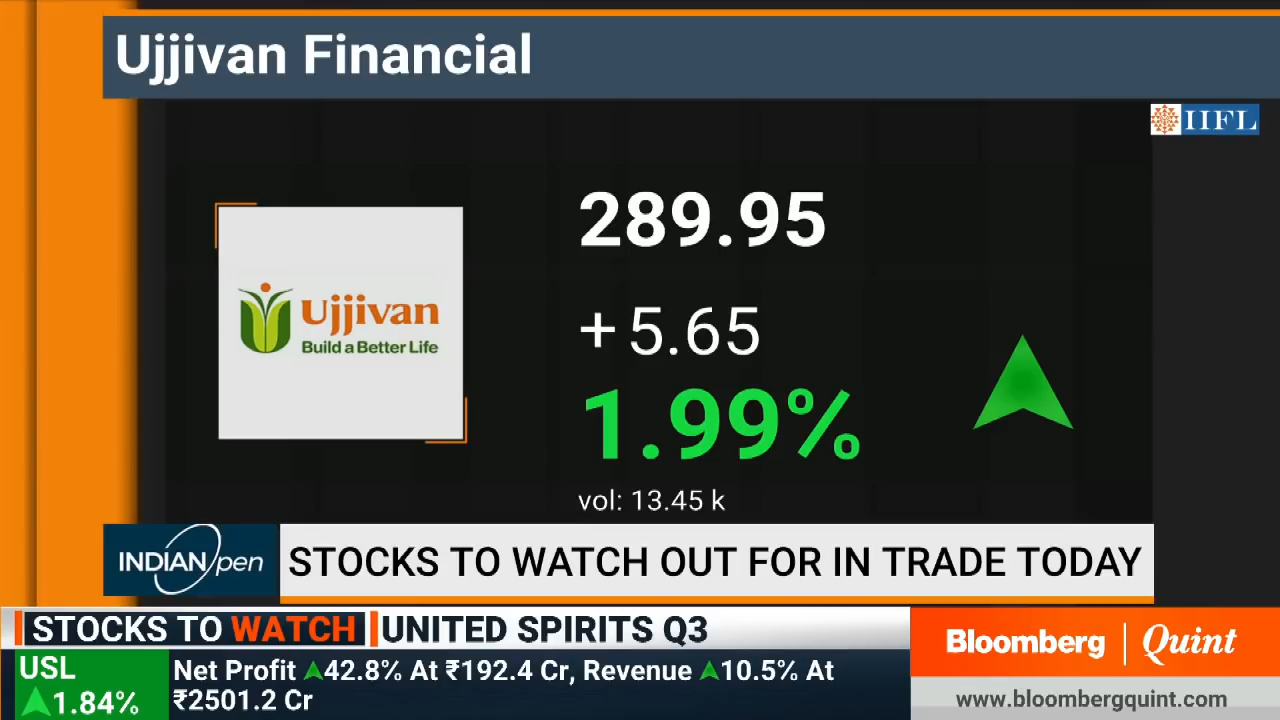 Ujjivan Financial
IIFL
289.95
Ujjivan
Build a Better Life
+5.65
1.99%
vol: 13.45 k
INDIAN Open
STOCKS TO WATCH OUT FOR IN TRADE TODAY
STOCKS TO WATCH UNITED SPIRITS Q3
Bloomberg | Quint
USL
1.84%
Net Profit ▲42.8% At ₹192.4 Cr, Revenue ▲10.5% At
₹2501.2 Cr
www.bloombergquint.com